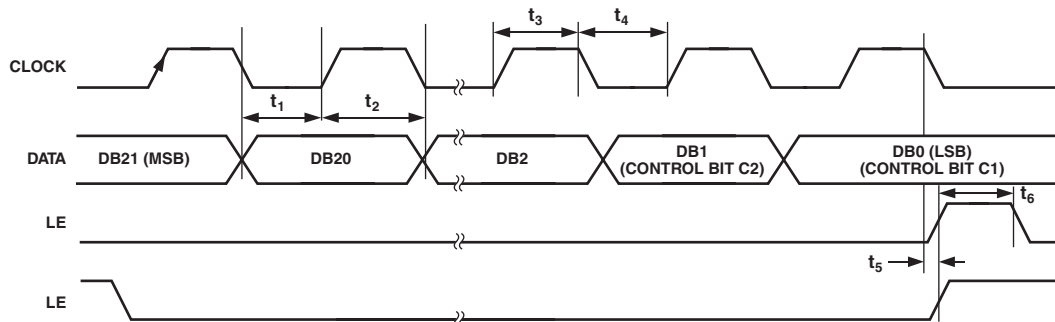 t3 t4
CLOCK
t1 t2
DATA
DB21 (MSB) DB20 DB2 DB1
(CONTROL BIT C2) DB0 (LSB)
(CONTROL BIT C1)
t6
LE
t5
LE